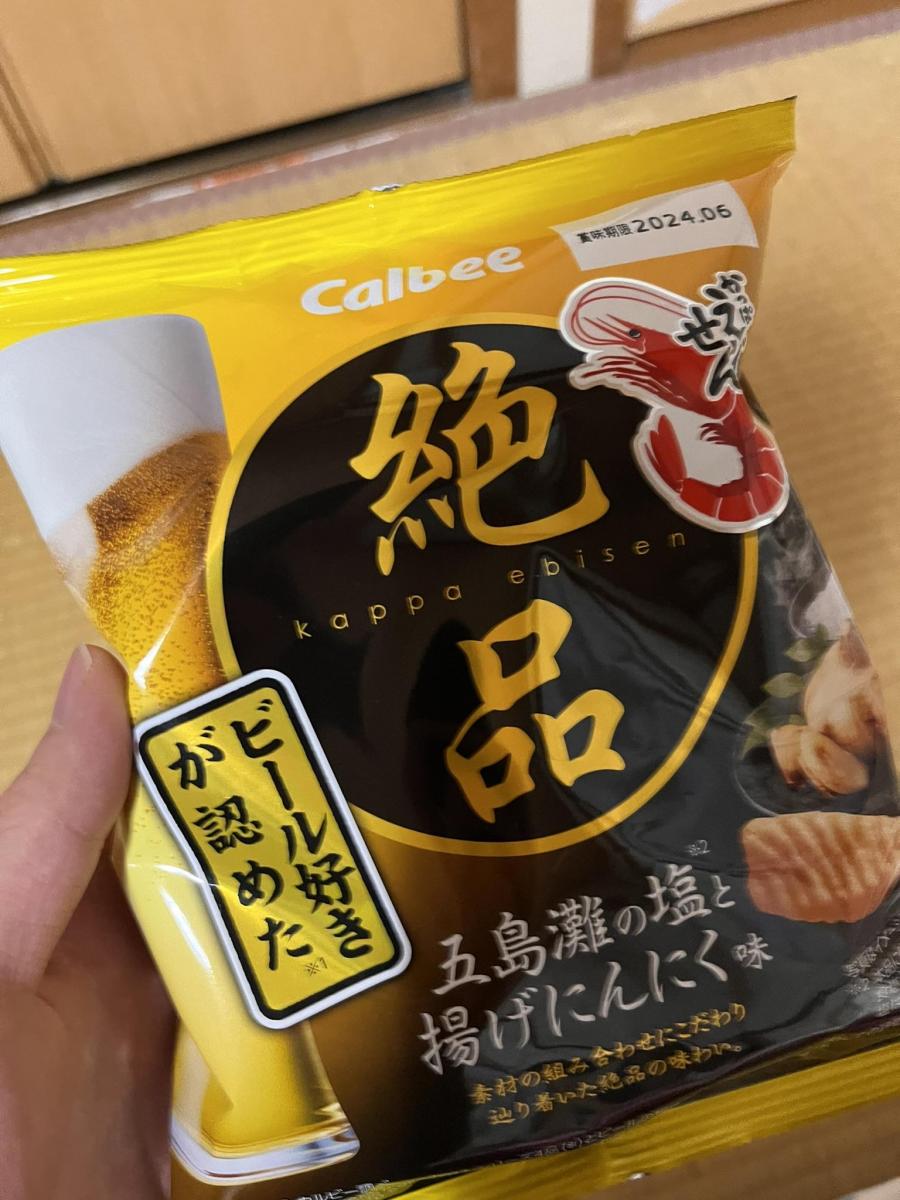 賞味期限2024.06
Calbee
かっぱ
えび
せん
絶
kappa ebisen
品
ビール好き
が認めた
※1
※2
五島灘の塩と
揚げにんにく味
素材の組み合わせにこだわり
辿り着いた絶品の味わい。